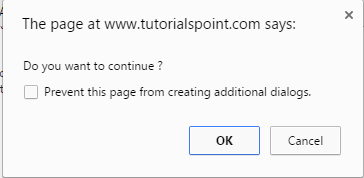 The page at www.tutorialspoint.com says:
Do you want to continue ?
Prevent this page from creating additional dialogs.
OK Cancel